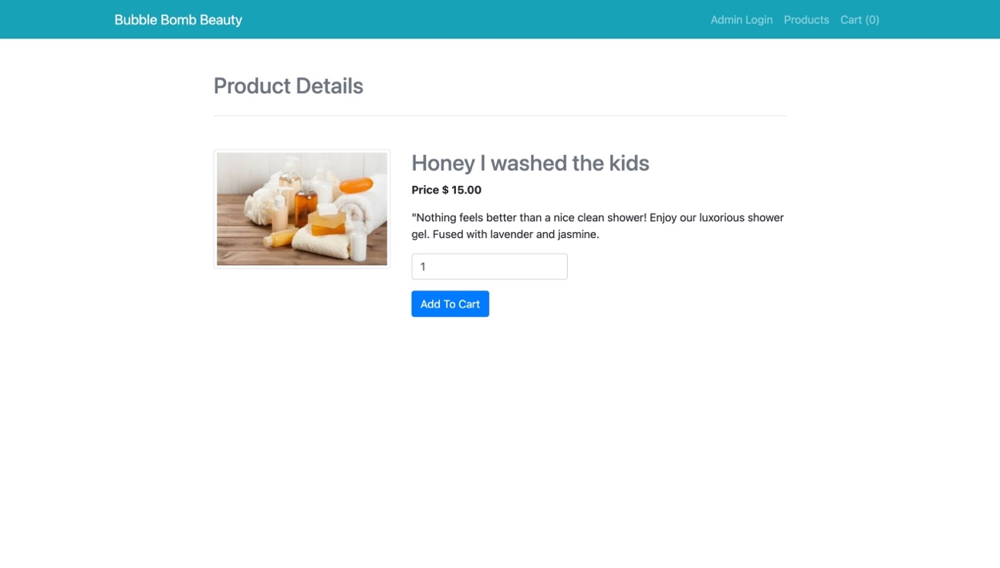 Bubble Bomb Beauty
Admin Login Products Cart (0)
Product Details
Honey I washed the kids
Price $ 15.00
"Nothing feels better than a nice clean shower! Enjoy our luxorious shower
gel. Fused with lavender and jasmine.
1
Add To Cart